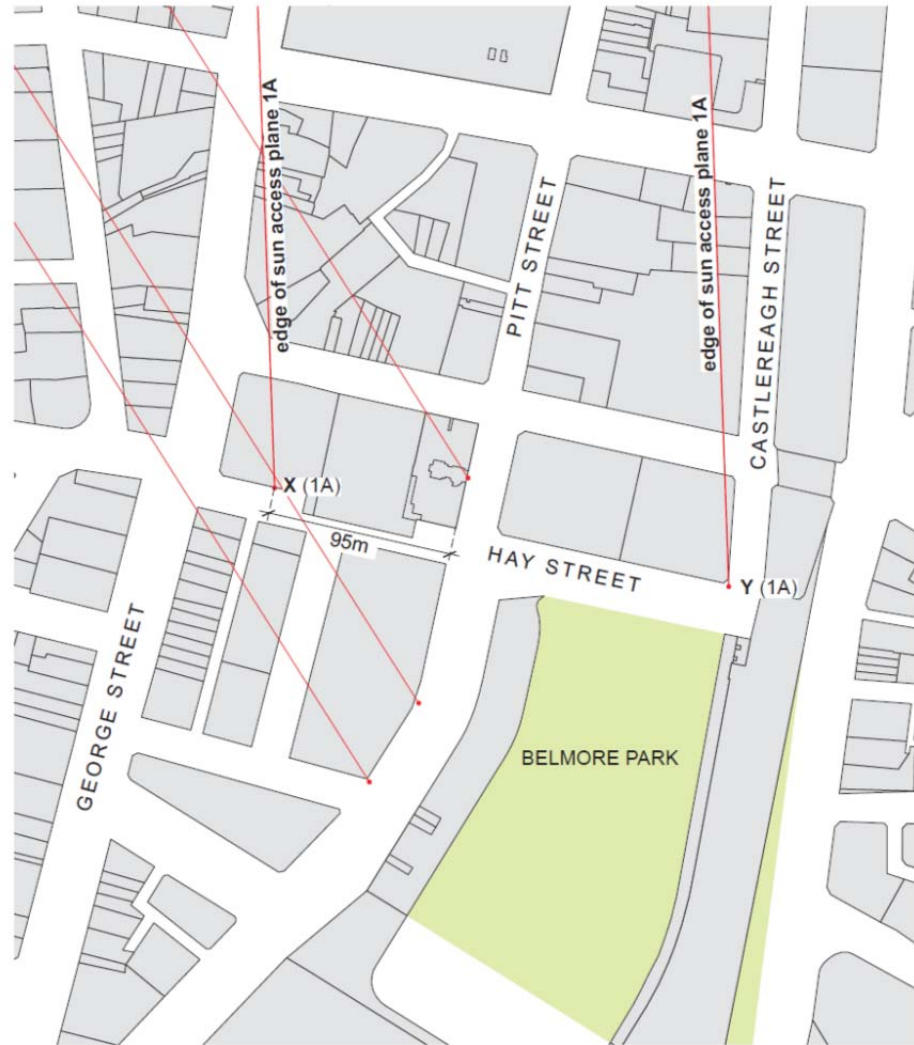 edge of sun access plane 1A
edge of sun access plane 1A
PITT STREET
CASTLEREAGH STREET
X (1A)
95m
HAY STREET
Y (1A)
GEORGE STREET
BELMORE PARK